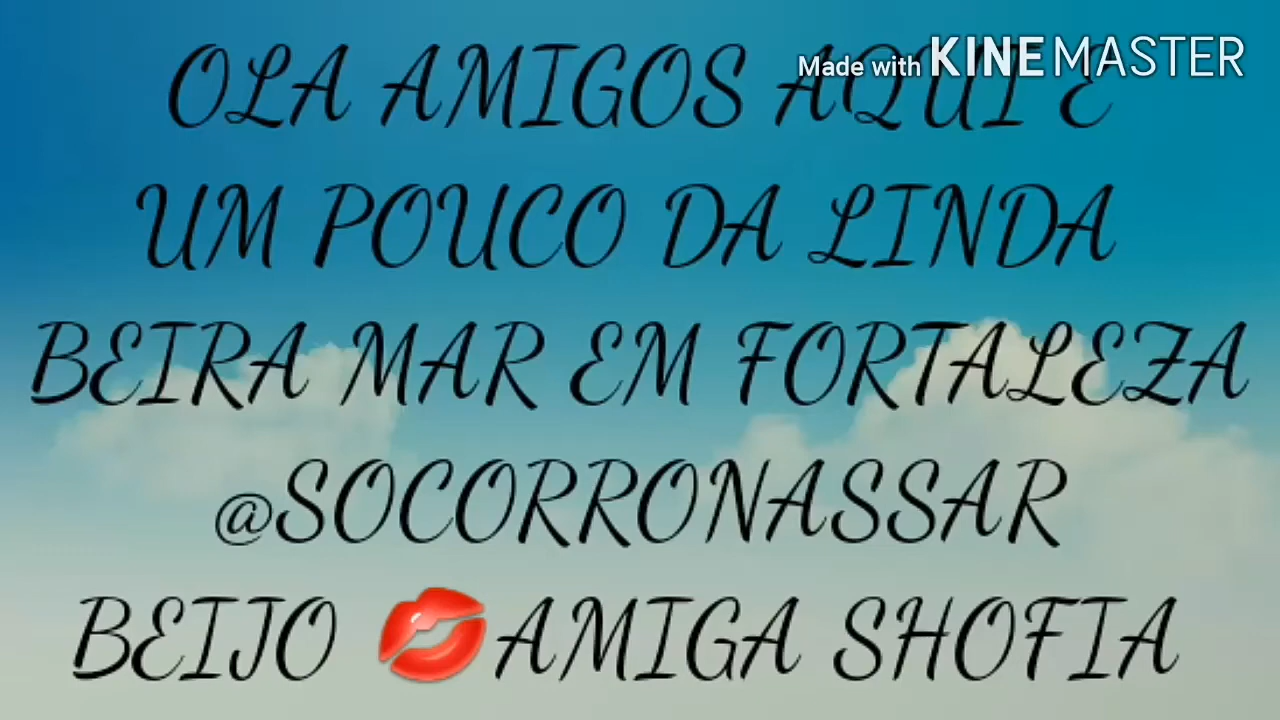 Made with KINEMASTER
OLA AMIGOS AQUI E
UM POUCO DA LINDA
BEIRA MAR EM FORTALEZA
@SOCORRONASSAR
BEIJO 💋AMIGA SHOFIA